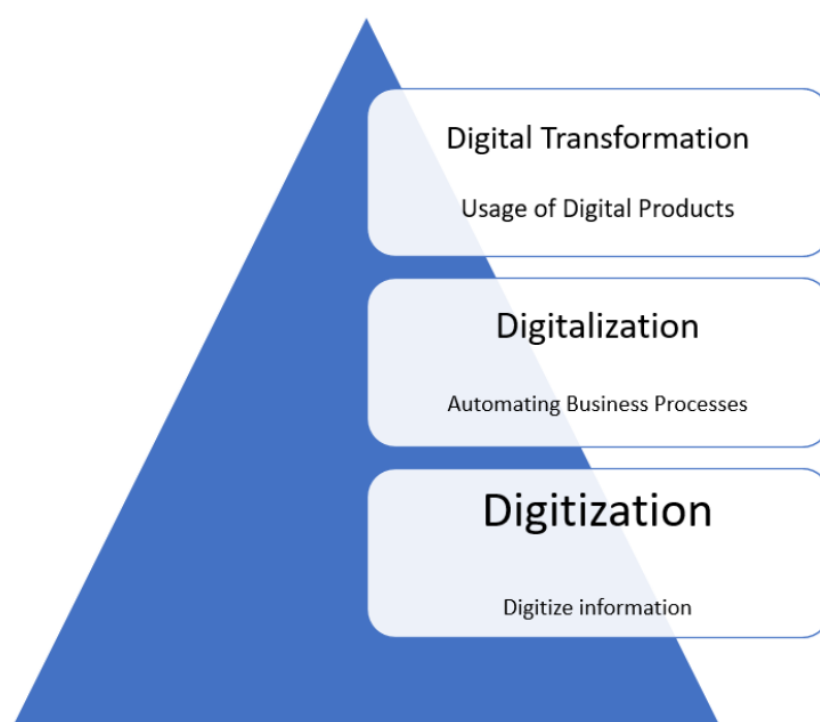 Digital Transformation
Usage of Digital Products
Digitalization
Automating Business Processes
Digitization
Digitize information